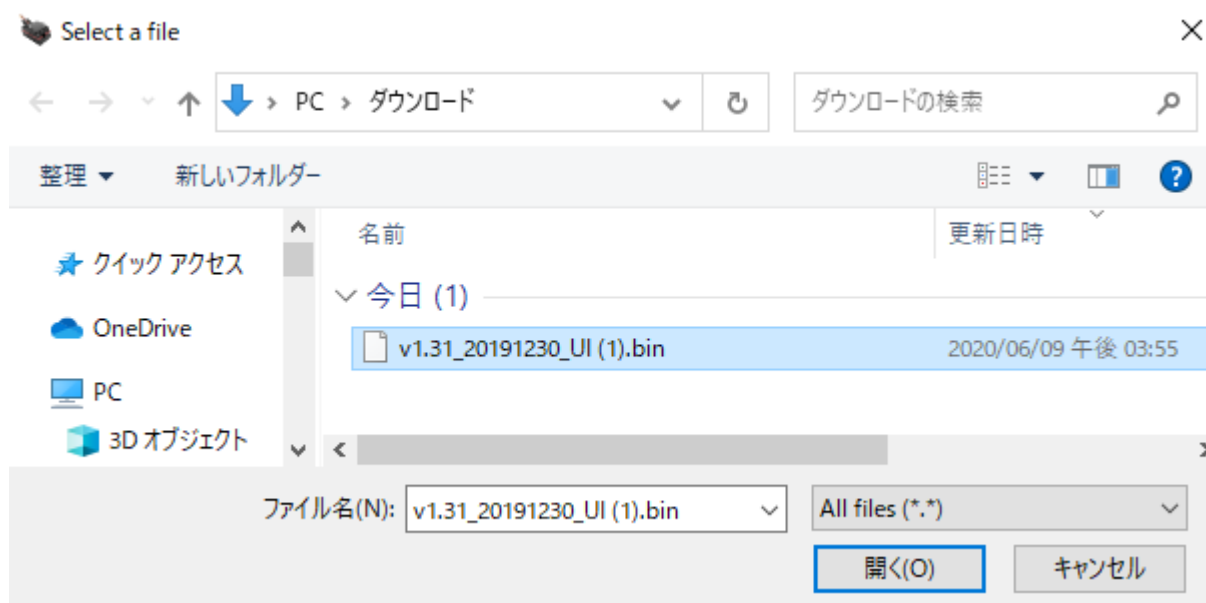 Select a file
PC › ダウンロード ダウンロードの検索
整理 新しいフォルダー
名前 更新日時
クイック アクセス
今日 (1)
OneDrive
v1.31_20191230_UI (1).bin 2020/06/09 午後 03:55
PC
3D オブジェクト
ファイル名(N): v1.31_20191230_UI (1).bin All files (*.*)
開く(O) キャンセル